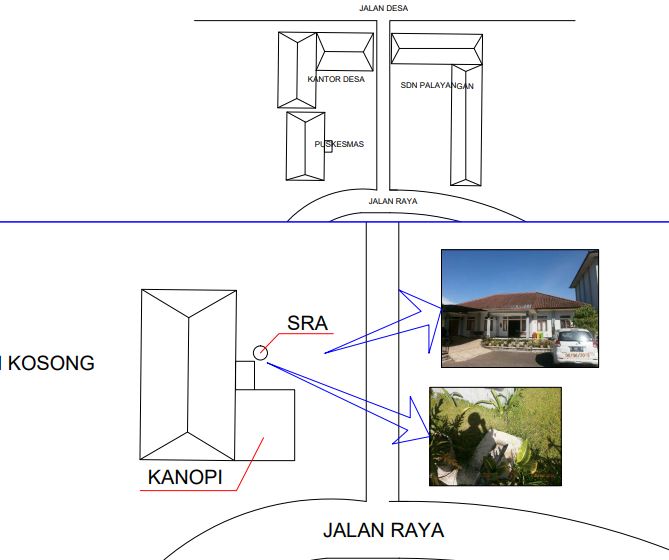 JALAN DESA
KANTOR DESA
SDN PALAYANGAN
PUSKESMAS
JALAN RAYA
SRA
KOSONG
KANOPI
JALAN RAYA